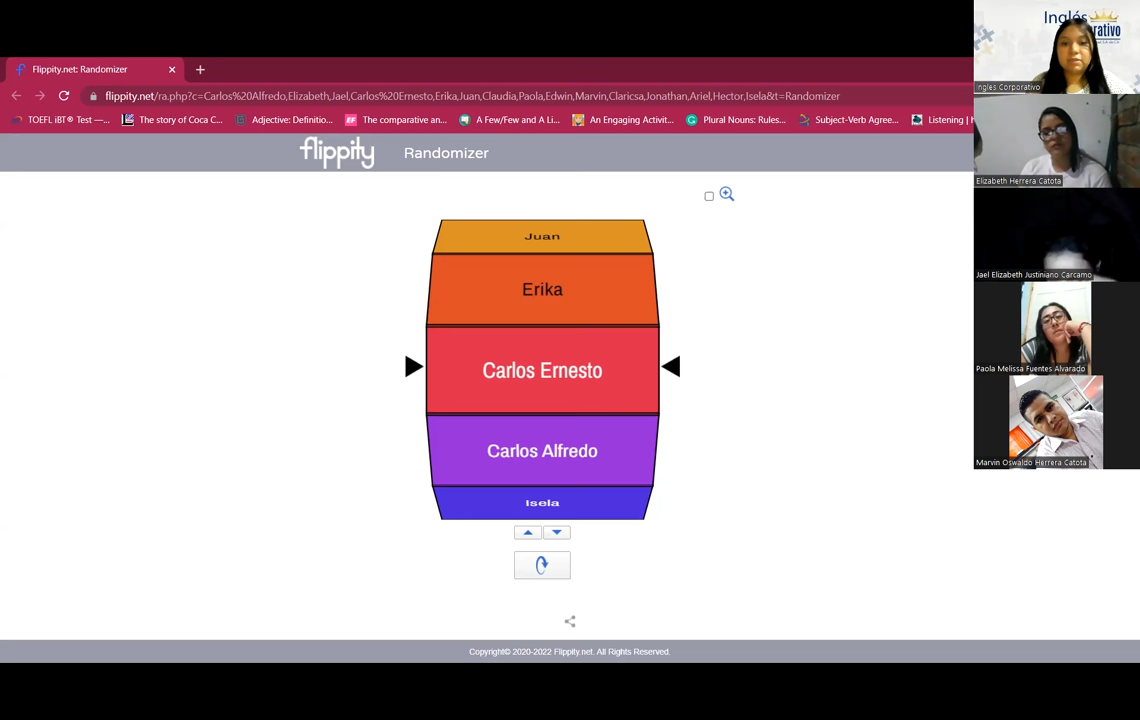 Flippity.net: Randomizer
flippity.net/ra.php?c=Carlos%20Alfredo,Elizabeth,Jael,Carlos%20Ernesto,Erika,Juan,Claudia,Paola,Edwin,Marvin,Claricsa,Jonathan,Ariel,Hector,Isela&t=Randomizer
TOEFL iBT® Test —...
The story of Coca C...
Adjective: Definitio...
EF
The comparative an...
A Few/Few and A Li...
An Engaging Activit...
Plural Nouns: Rules...
Subject-Verb Agree...
Listening |
flippity
Randomizer
Juan
Erika
Carlos Ernesto
Carlos Alfredo
Isela
Copyright© 2020-2022 Flippity.net. All Rights Reserved.
Inglés
Ingles Corporativo
Elizabeth Herrera Catota
Jael Elizabeth Justiniano Carcamo
Paola Melissa Fuentes Alvarado
Marvin Oswaldo Herrera Catota